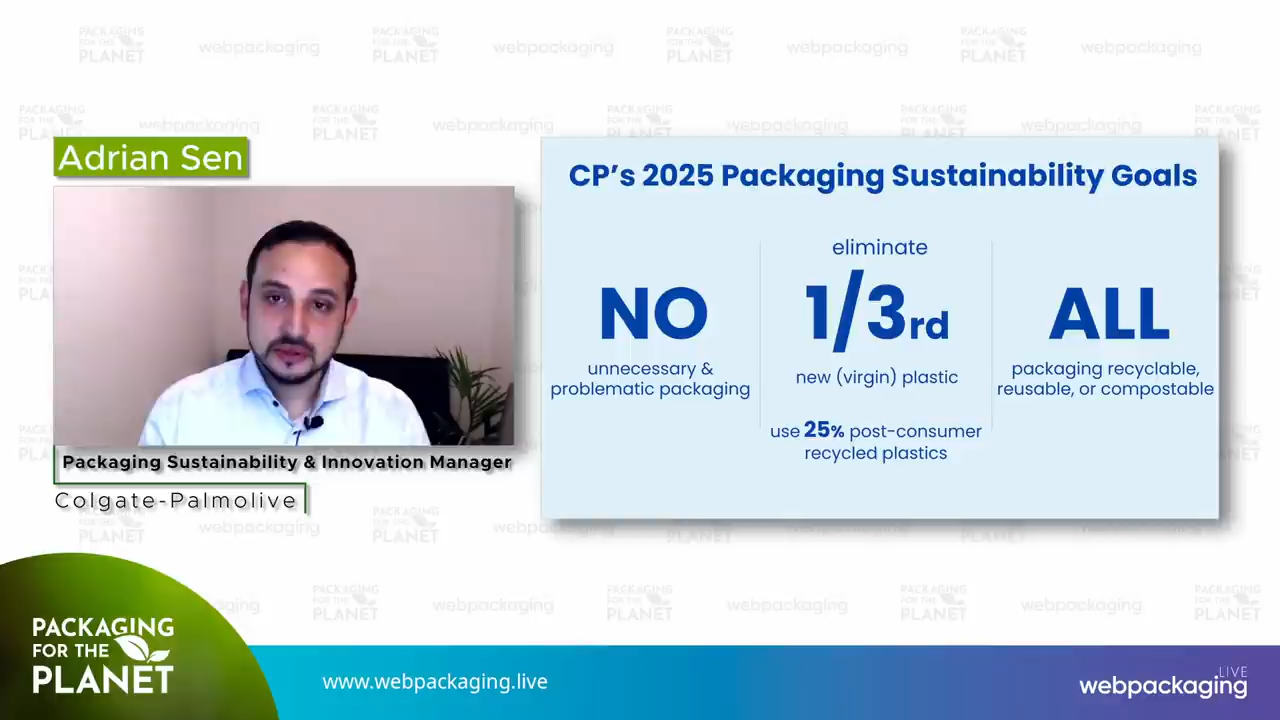 Adrian Sen
Packaging Sustainability & Innovation Manager
Colgate-Palmolive
CP’s 2025 Packaging Sustainability Goals
NO
unnecessary &
problematic packaging
eliminate
1/3rd
new (virgin) plastic
use 25% post-consumer
recycled plastics
ALL
packaging recyclable,
reusable, or compostable
PACKAGING
FOR THE
PLANET
www.webpackaging.live
LIVE
webpackaging